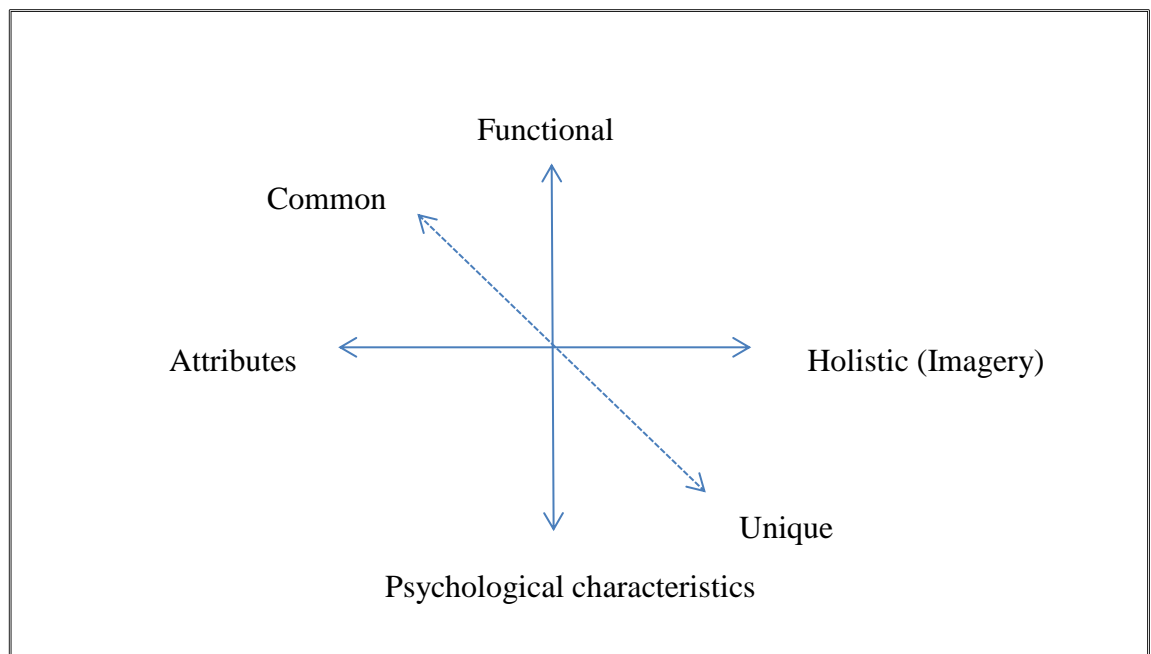 Functional
Common
Attributes
Holistic (Imagery)
Unique
Psychological characteristics